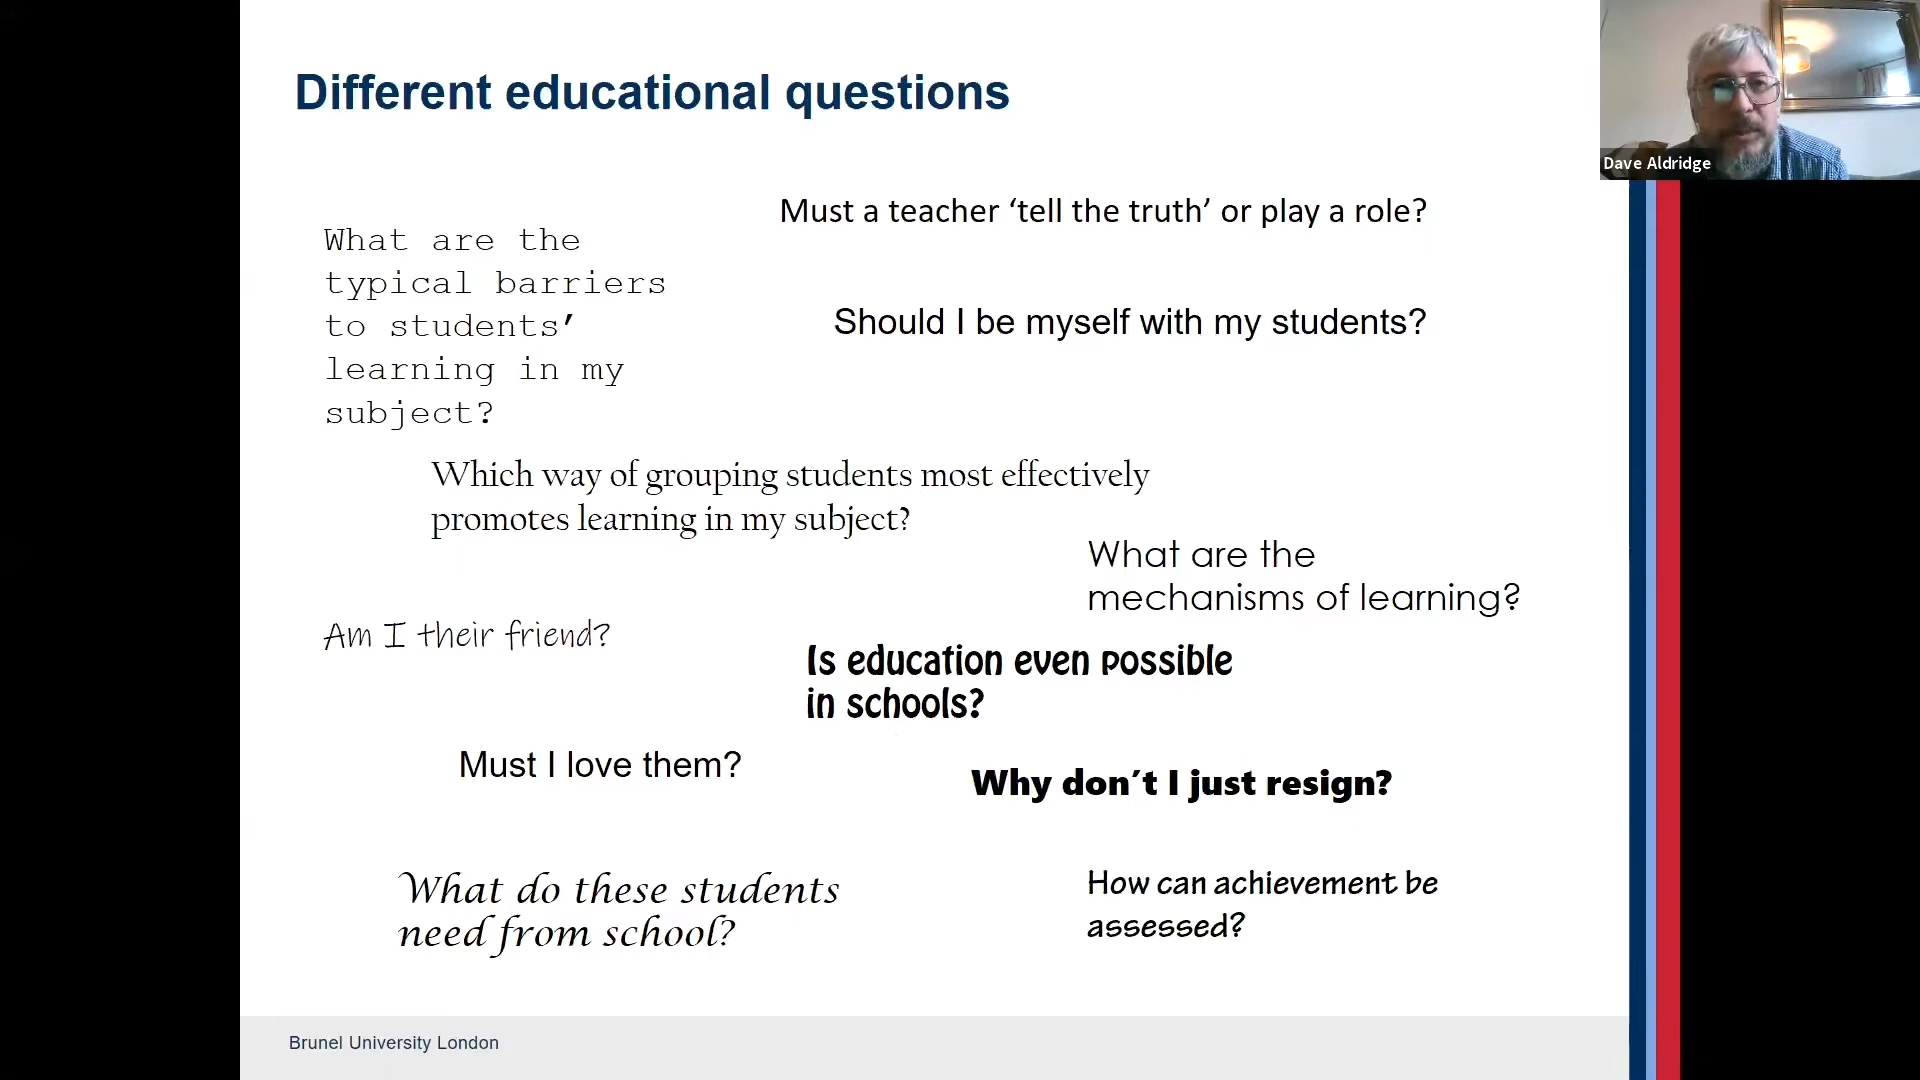 Different educational questions
Dave Aldridge
Must a teacher ‘tell the truth’ or play a role?
What are the
typical barriers
to students’
learning in my
subject?
Should I be myself with my students?
Which way of grouping students most effectively
promotes learning in my subject?
What are the
mechanisms of learning?
Am I their friend?
Is education even possible
in schools?
Must I love them?
Why don’t I just resign?
What do these students
need from school?
How can achievement be
assessed?
Brunel University London